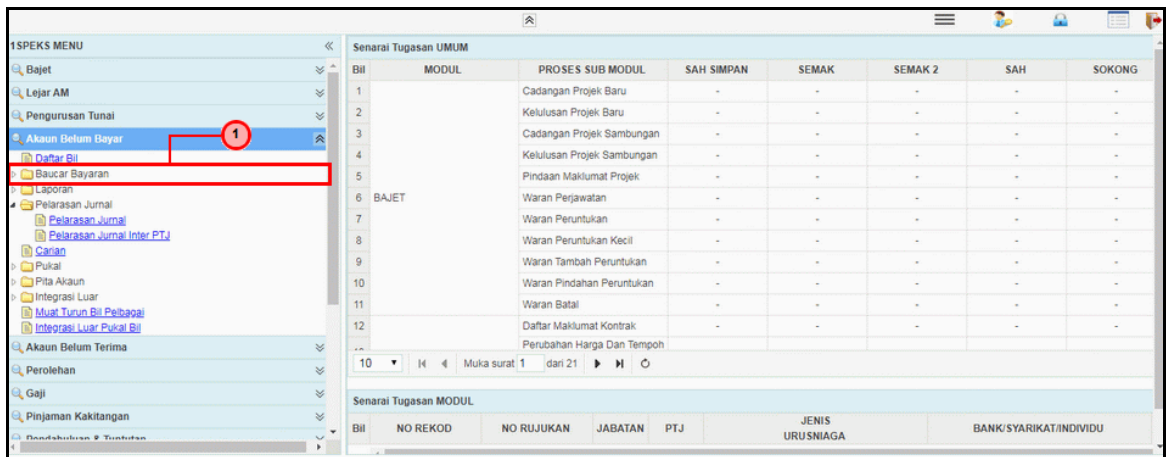 1SPEKS MENU
Bajet
Lejar AM
Pengurusan Tunai
Akaun Belum Bayar
1
Daftar Bil
Baucar Bayaran
Laporan
Pelarasan Jurnal
Pelarasan Jurnal
Pelarasan Jurnal Inter PTJ
Carian
Pukal
Pita Akaun
Integrasi Luar
Muat Turun Bil Pelbagai
Integrasi Luar Pukal Bil
Akaun Belum Terima
Perolehan
Gaji
Pinjaman Kakitangan
Pendahuluan & Tuntutan
Senarai Tugasan UMUM
Bil MODUL PROSES SUB MODUL SAH SIMPAN SEMAK SEMAK 2 SAH SOKONG
1 Cadangan Projek Baru - - - - -
2 Kelulusan Projek Baru - - - - -
3 Cadangan Projek Sambungan - - - - -
4 Kelulusan Projek Sambungan - - - - -
5 Pindaan Maklumat Projek - - - - -
6 BAJET Waran Perjawatan - - - - -
7 Waran Peruntukan - - - - -
8 Waran Peruntukan Kecil - - - - -
9 Waran Tambah Peruntukan - - - - -
10 Waran Pindahan Peruntukan - - - - -
11 Waran Batal - - - - -
12 Daftar Maklumat Kontrak - - - - -
Perubahan Harga Dan Tempoh
10 Muka surat 1 dari 21
Senarai Tugasan MODUL
Bil NO REKOD NO RUJUKAN JABATAN PTJ JENIS URUSNIAGA BANK/SYARIKAT/INDIVIDU